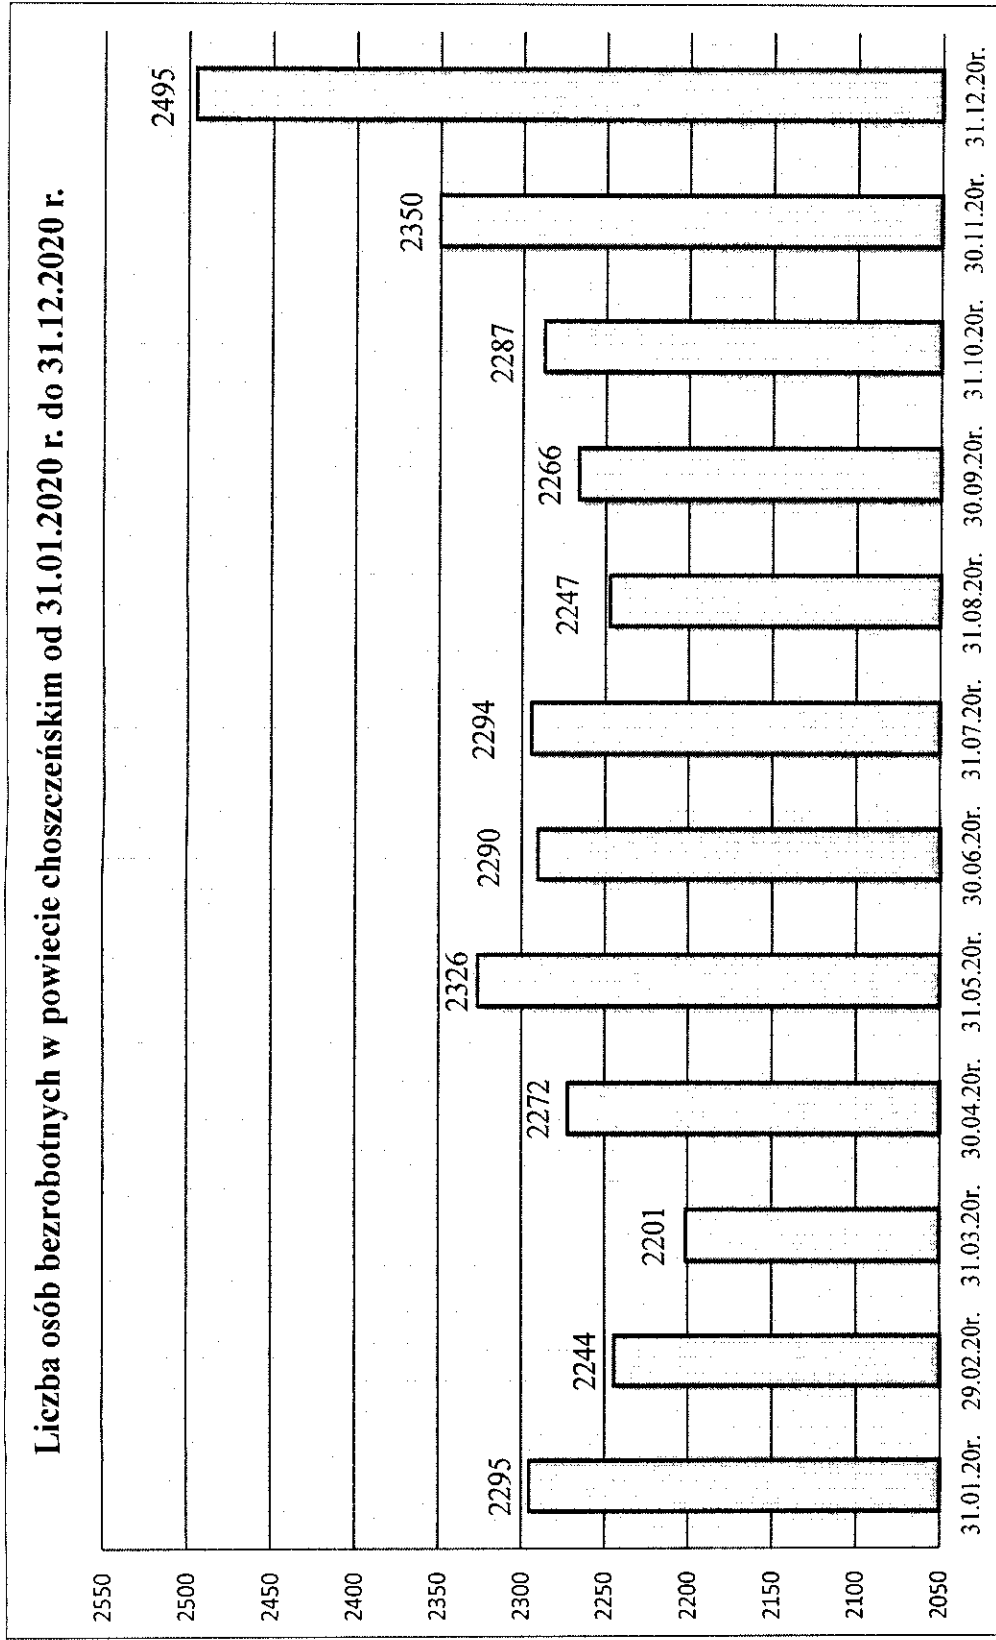 Liczba osób bezrobotnych w powiecie choszczeńskim od 31.01.2020 r. do 31.12.2020 r.
2550
2500
2450
2400
2350
2300
2250
2200
2150
2100
2050
2295
2244
2201
2272
2326
2290
2294
2247
2266
2287
2350
2495
31.01.20r.
29.02.20r.
31.03.20r.
30.04.20r.
31.05.20r.
30.06.20r.
31.07.20r.
31.08.20r.
30.09.20r.
31.10.20r.
30.11.20r.
31.12.20r.